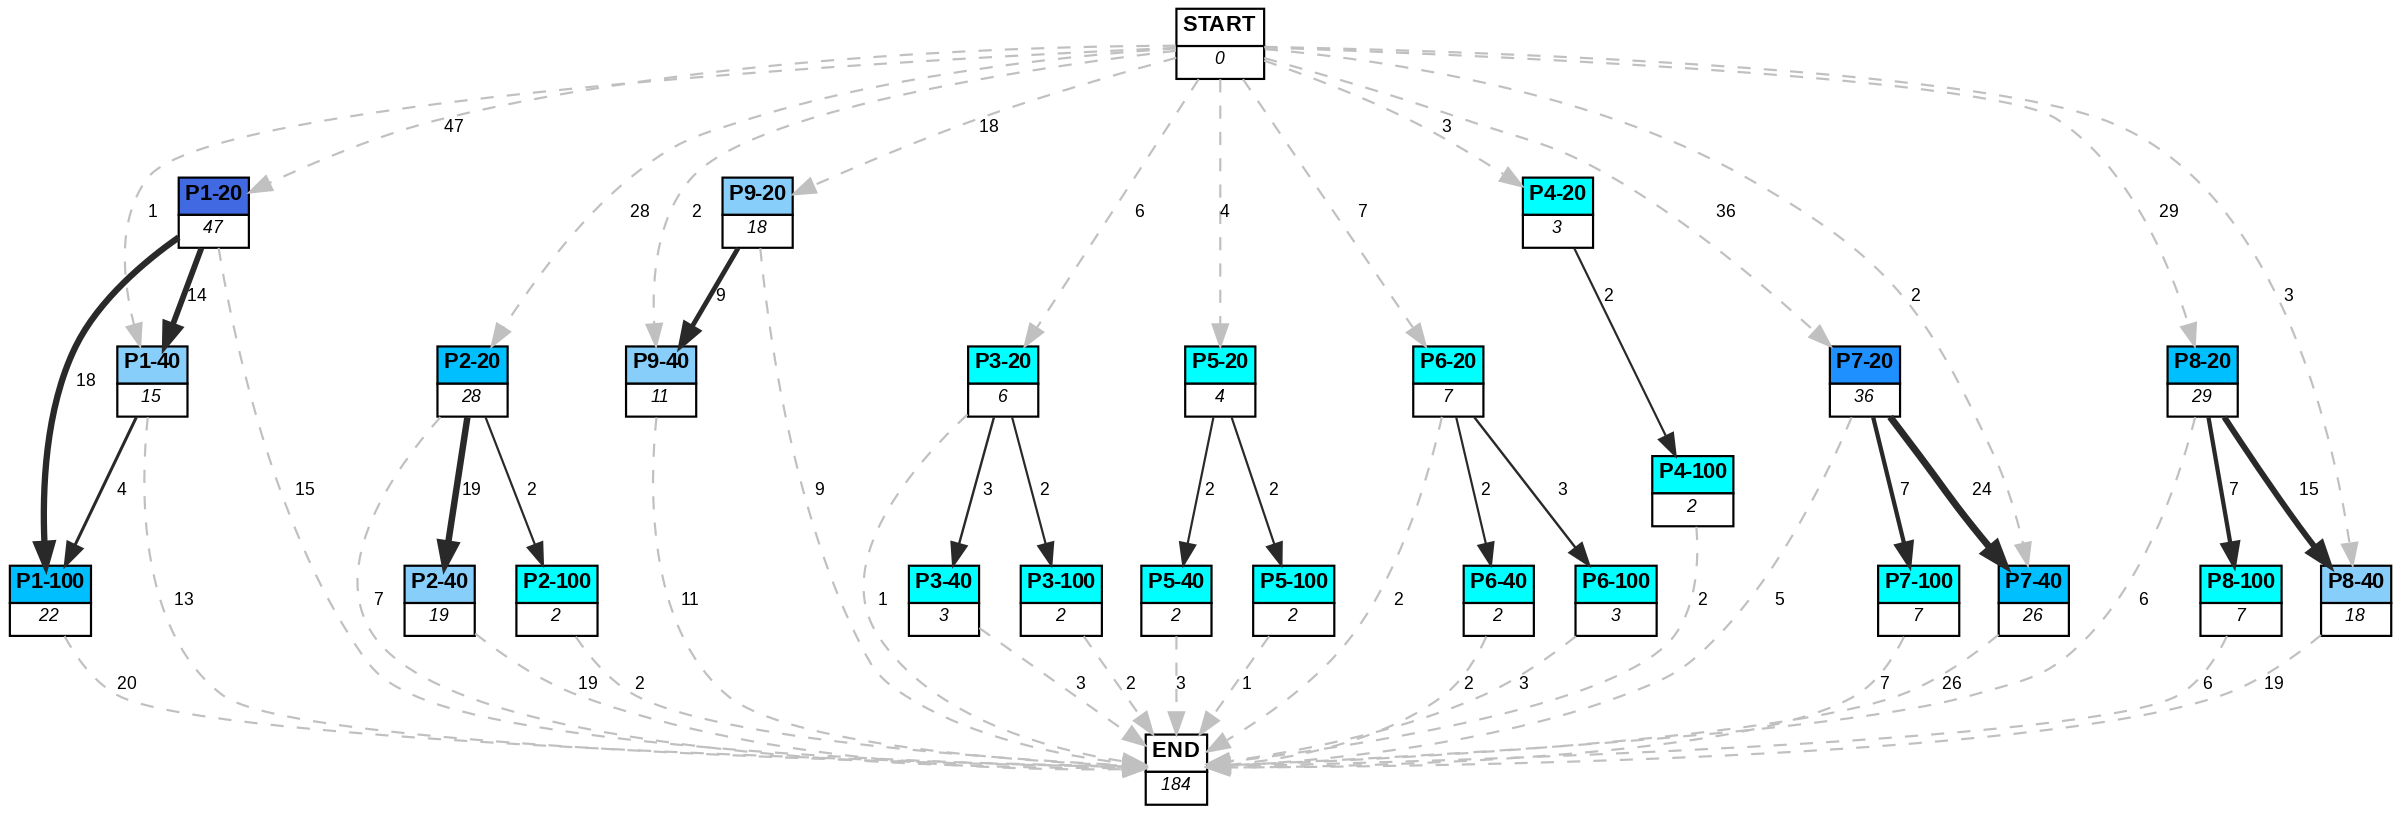 START
0
47
18
3
1
P1-20
47
28
2
P9-20
18
6
4
7
P4-20
3
36
29
14
9
2
2
3
18
P1-40
15
P2-20
28
P9-40
11
P3-20
6
P5-20
4
P6-20
7
P7-20
36
P8-20
29
4
15
19
2
9
3
2
2
2
2
3
P4-100
2
7
24
7
15
P1-100
22
13
7
P2-40
19
P2-100
2
11
1
P3-40
3
P3-100
2
P5-40
2
P5-100
2
2
P6-40
2
P6-100
3
2
5
P7-100
7
P7-40
26
6
P8-100
7
P8-40
18
20
19
2
3
2
3
1
2
3
7
26
6
19
END
184